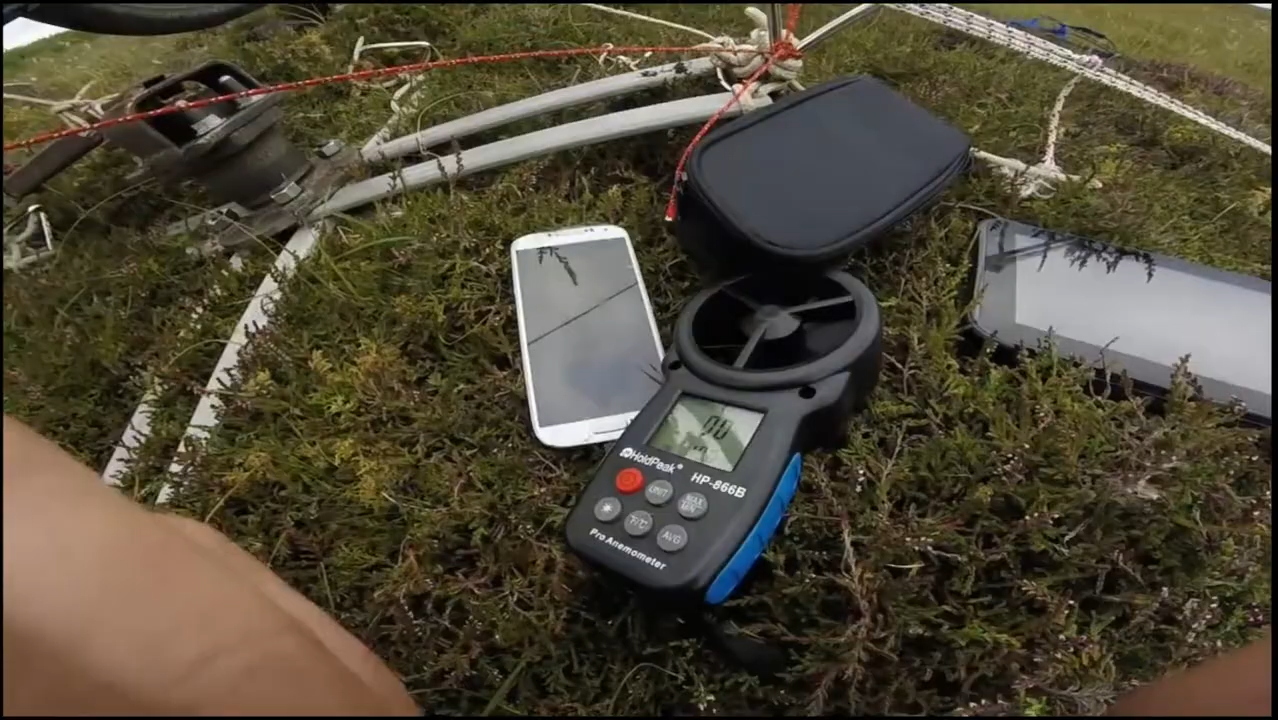 00
HoldPeak®
HP-866B
UNIT
MAX
MIN
°F/C°
AVG
Pro Anemometer